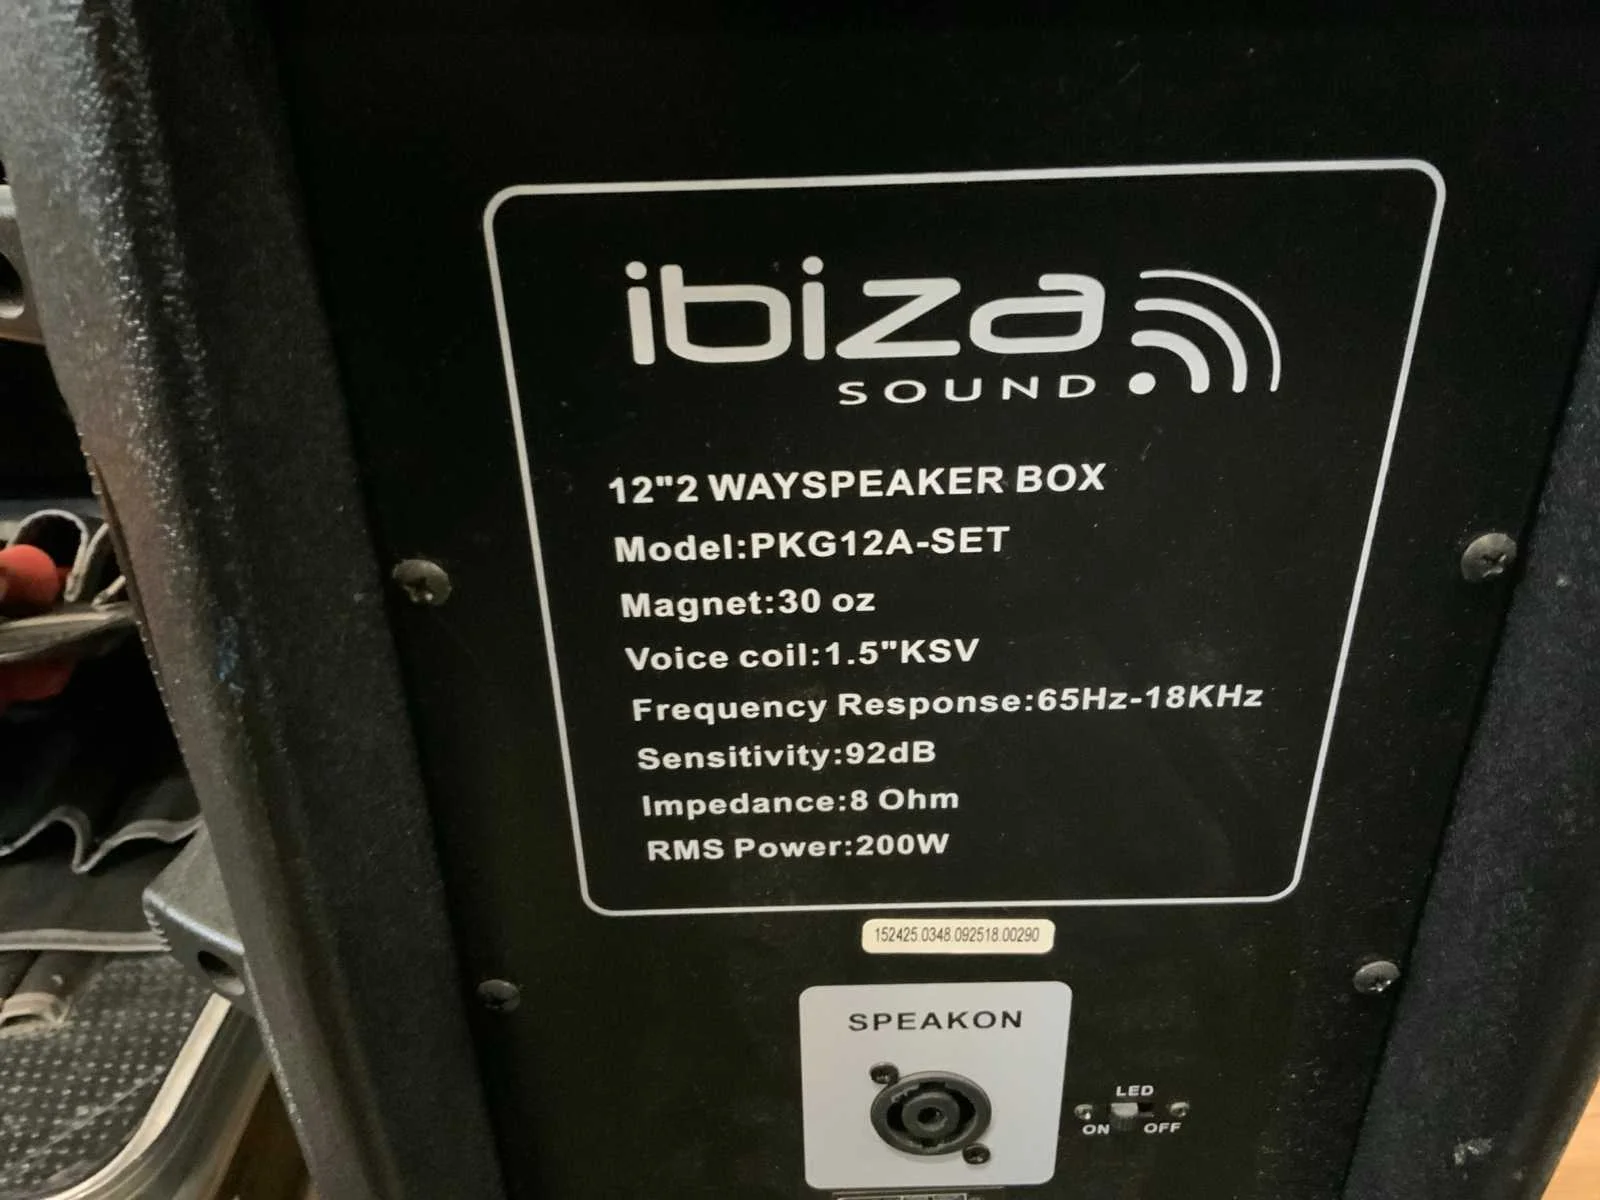 ibiza
SOUND
12"2 WAYSPEAKER BOX
Model:PKG12A-SET
Magnet:30 oz
Voice coil:1.5"KSV
Frequency Response:65Hz-18KHz
Sensitivity:92dB
Impedance:8 Ohm
RMS Power:200W
152425.0348.092518.00290
SPEAKON
LED
ON OFF